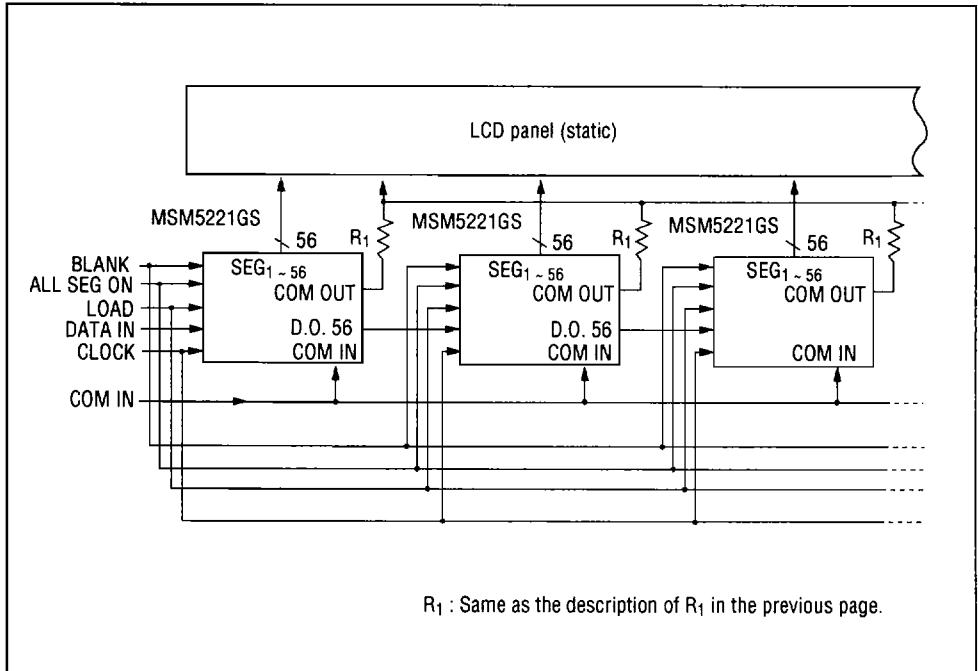 LCD panel (static)
MSM5221GS
56
R1
MSM5221GS
56
R1
MSM5221GS
56
R1
BLANK
ALL SEG ON
LOAD
DATA IN
CLOCK
COM IN
SEG1 ~ 56
COM OUT
D.O. 56
COM IN
SEG1 ~ 56
COM OUT
D.O. 56
COM IN
SEG1 ~ 56
COM OUT
COM IN
R1 : Same as the description of R1 in the previous page.